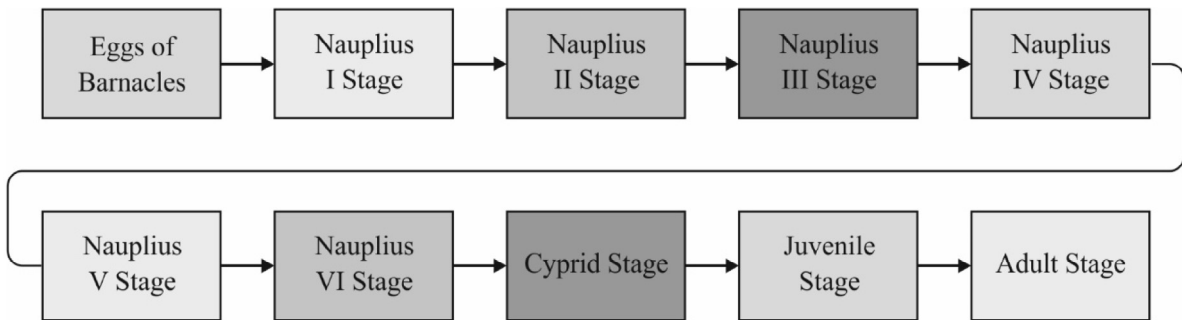 Eggs of
Barnacles
Nauplius
I Stage
Nauplius
II Stage
Nauplius
III Stage
Nauplius
IV Stage
Nauplius
V Stage
Nauplius
VI Stage
Cyprid Stage
Juvenile
Stage
Adult Stage